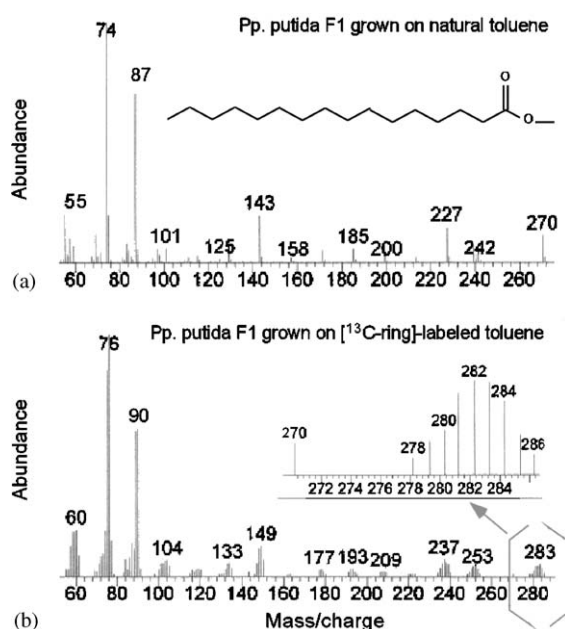 (a)
Abundance
Pp. putida F1 grown on natural toluene
O
O
74
87
55
101
125
143
158
185
200
227
242
270
60 80 100 120 140 160 180 200 220 240 260
(b)
Abundance
Pp. putida F1 grown on [¹³C-ring]-labeled toluene
76
90
60
104
133
149
177
193
209
237
253
283
270
278
280
282
284
286
272 274 276 278 280 282 284
60 80 100 120 140 160 180 200 220 240 260 280
Mass/charge